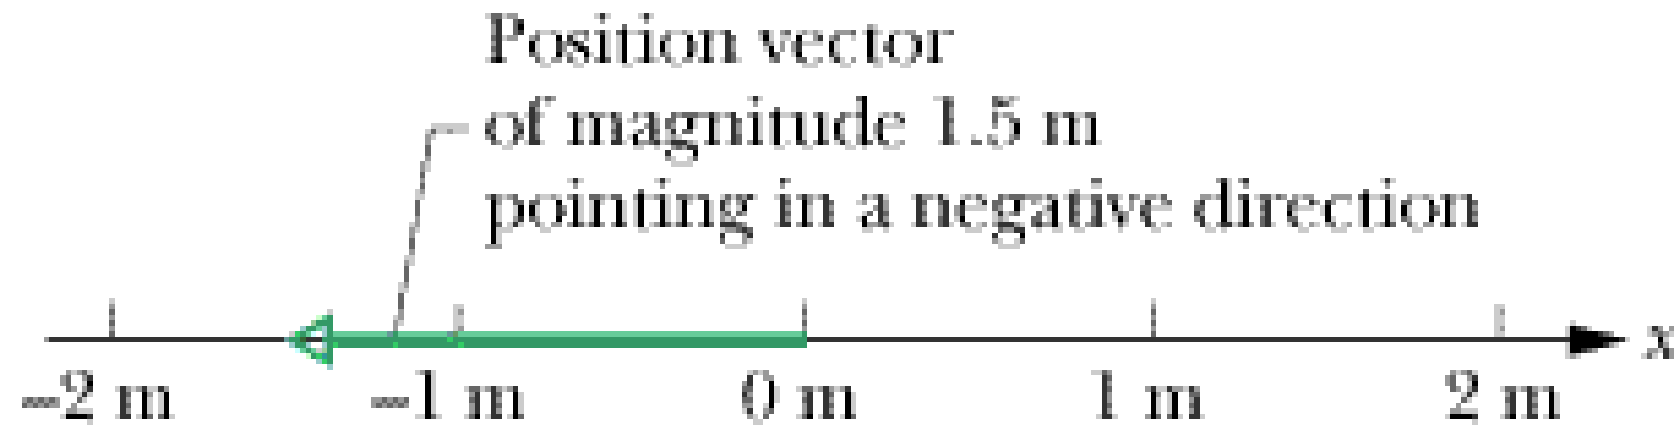 Position vector
of magnitude 1.5 m
pointing in a negative direction
x
–2 m –1 m 0 m 1 m 2 m